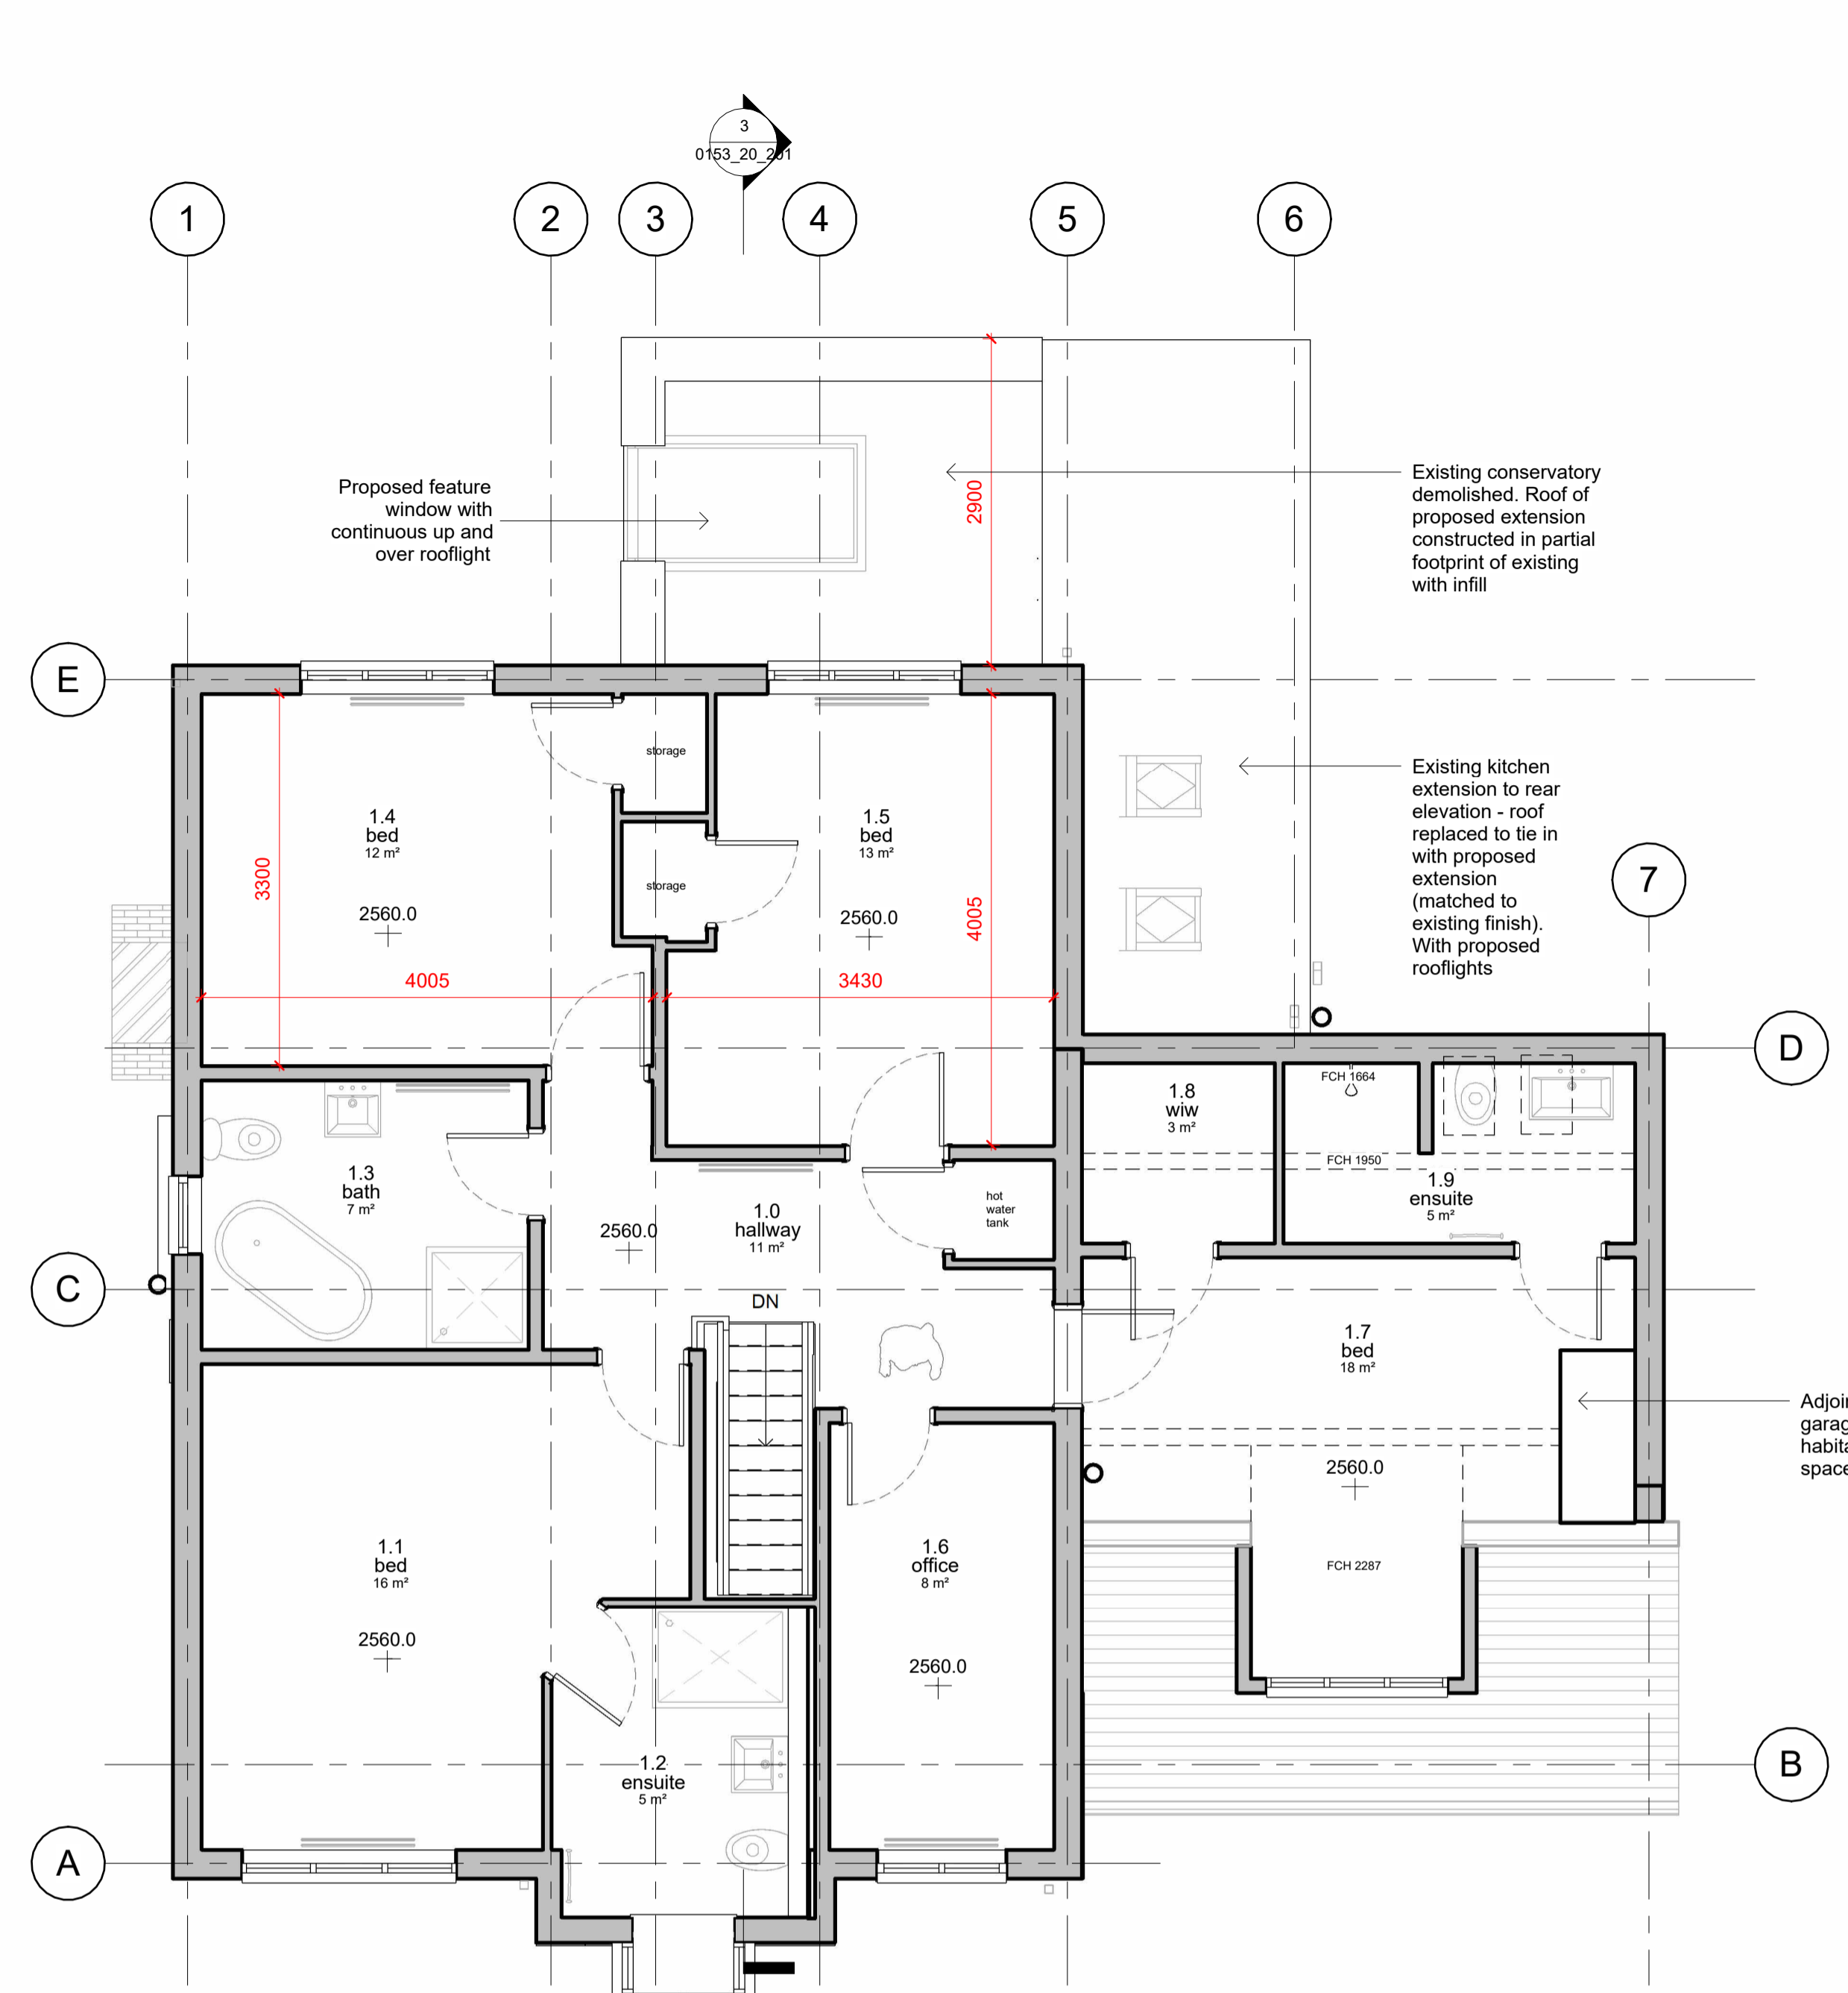 3
0153_20_201
1
2
3
4
5
6
Proposed feature
window with
continuous up and
over rooflight
2900
Existing conservatory
demolished. Roof of
proposed extension
constructed in partial
footprint of existing
with infill
E
storage
1.4
bed
12 m²
1.5
bed
13 m²
Existing kitchen
extension to rear
elevation - roof
replaced to tie in
with proposed
extension
(matched to
existing finish).
With proposed
rooflights
7
3300
storage
2560.0
2560.0
4005
4005
3430
D
FCH 1664
1.8
wiw
3 m²
FCH 1950
1.3
bath
7 m²
1.9
ensuite
5 m²
hot
water
tank
1.0
hallway
11 m²
2560.0
C
DN
1.7
bed
18 m²
Adjoi
garag
habita
space
2560.0
1.1
bed
16 m²
1.6
office
8 m²
FCH 2287
2560.0
2560.0
1.2
ensuite
5 m²
B
A